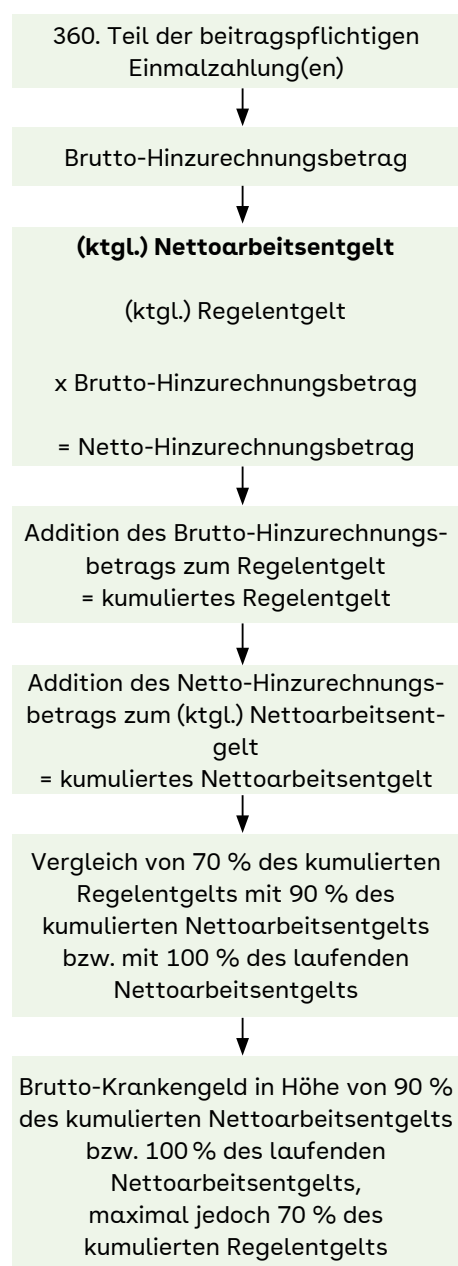 360. Teil der beitragspflichtigen
Einmalzahlung(en)
Brutto-Hinzurechnungsbetrag
(ktgl.) Nettoarbeitsentgelt
(ktgl.) Regelentgelt
x Brutto-Hinzurechnungsbetrag
= Netto-Hinzurechnungsbetrag
Addition des Brutto-Hinzurechnungs-
betrags zum Regelentgelt
= kumuliertes Regelentgelt
Addition des Netto-Hinzurechnungs-
betrags zum (ktgl.) Nettoarbeitsent-
gelt
= kumuliertes Nettoarbeitsentgelt
Vergleich von 70 % des kumulierten
Regelentgelts mit 90 % des
kumulierten Nettoarbeitsentgelts
bzw. mit 100 % des laufenden
Nettoarbeitsentgelts
Brutto-Krankengeld in Höhe von 90 %
des kumulierten Nettoarbeitsentgelts
bzw. 100 % des laufenden
Nettoarbeitsentgelts,
maximal jedoch 70 % des
kumulierten Regelentgelts